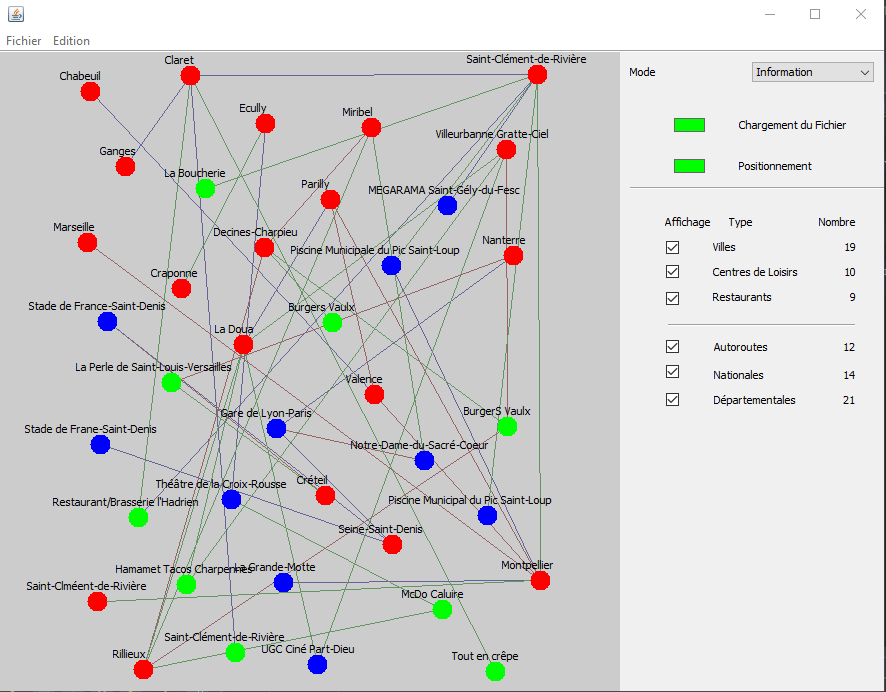 Fichier Edition
Claret
Saint-Clément-de-Rivière
Chabeuil
Ecully
Miribel
Villeurbanne Gratte-Ciel
Ganges
La Boucherie
Parilly
MEGARAMA Saint-Gély-du-Fesc
Marseille
Decines-Charpieu
Nanterre
Piscine Municipale du Pic Saint-Loup
Craponne
Stade de France-Saint-Denis
Burgers Vaulx
La Doua
La Perle de Saint-Louis-Versailles
Valence
Gare de Lyon-Paris
BurgerS Vaulx
Stade de Frane-Saint-Denis
Notre-Dame-du-Sacré-Coeur
Théâtre de la Croix-Rousse
Créteil
Restaurant/Brasserie l'Hadrien
Piscine Municipal du Pic Saint-Loup
Seine-Saint-Denis
Hamamet Tacos Charpennes
La Grande-Motte
Montpellier
Saint-Clméent-de-Rivière
McDo Caluire
Saint-Clément-de-Rivière
Rillieux
UGC Ciné Part-Dieu
Tout en crêpe
Mode Information
Chargement du Fichier
Positionnement
Affichage Type Nombre
Villes 19
Centres de Loisirs 10
Restaurants 9
Autoroutes 12
Nationales 14
Départementales 21